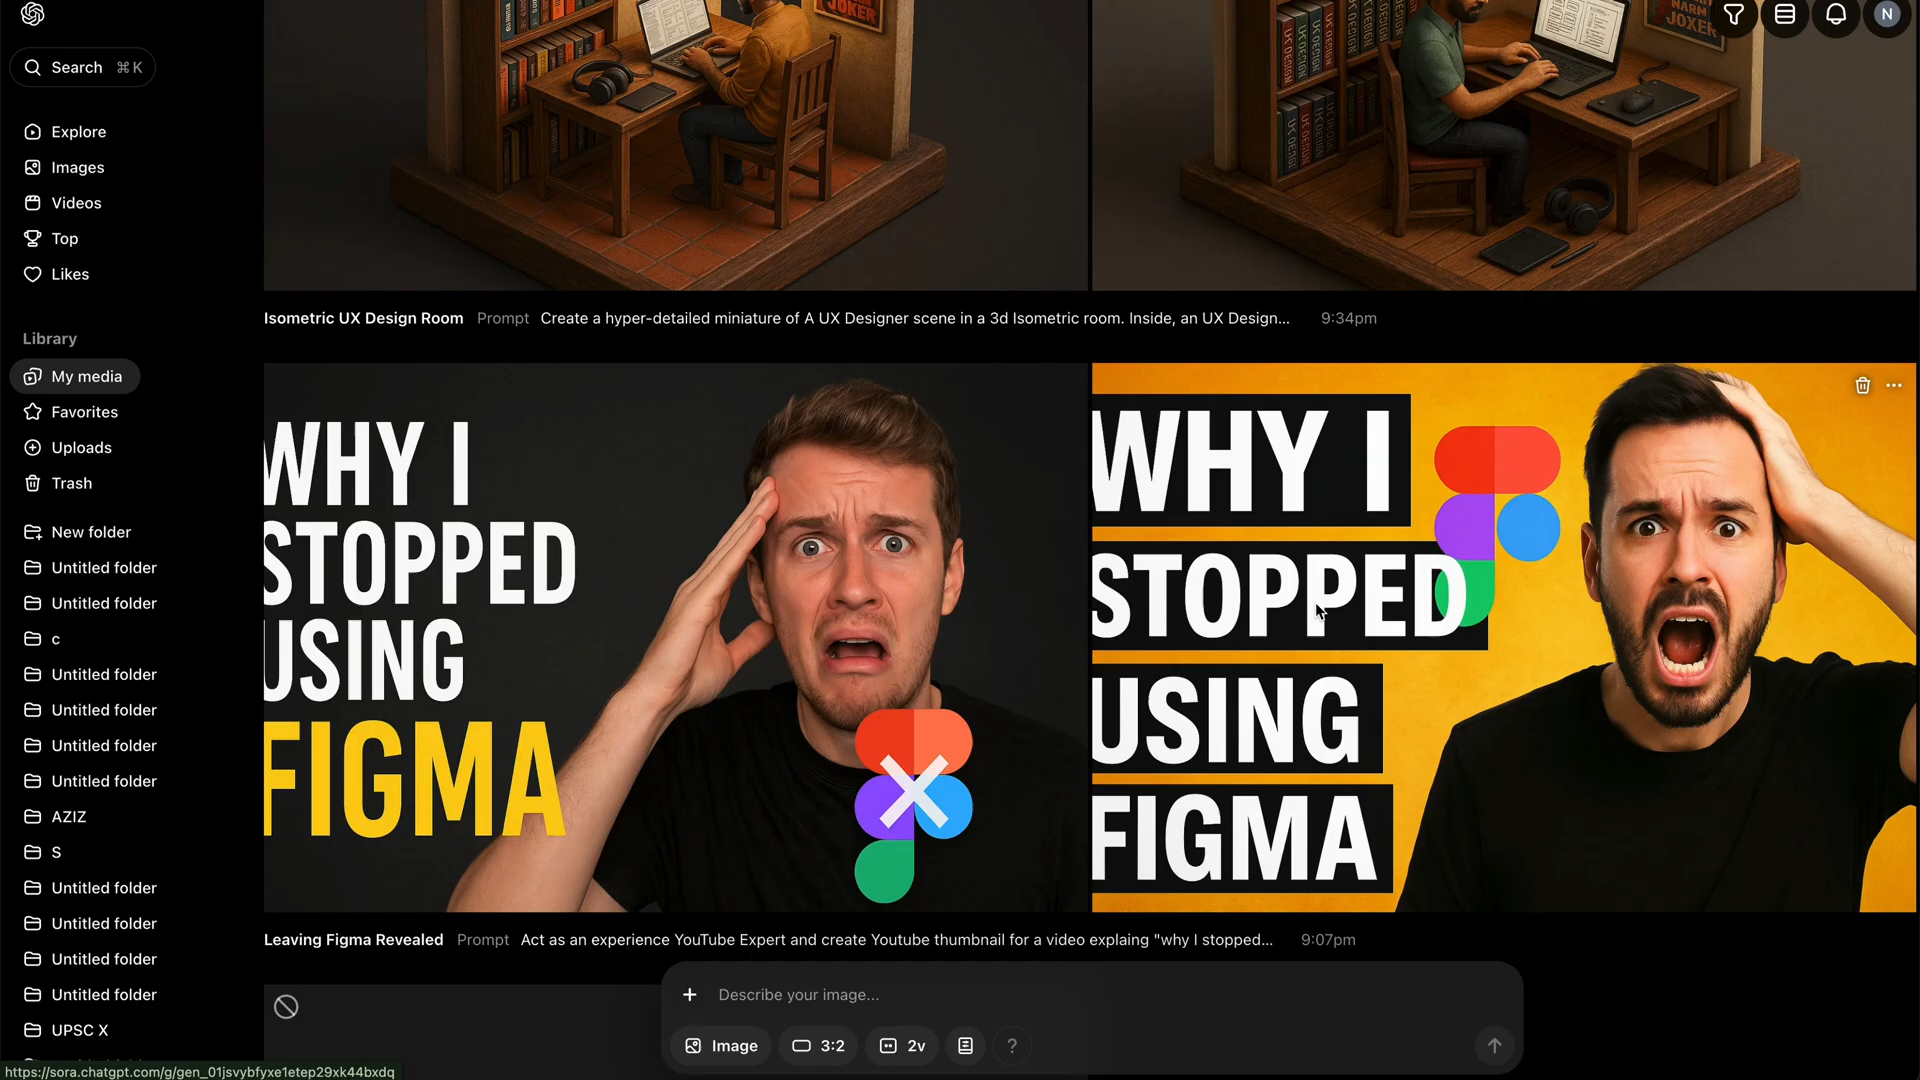 Search ⌘ K
Explore
Images
Videos
Top
Likes
Library
My media
Favorites
Uploads
Trash
New folder
Untitled folder
Untitled folder
c
Untitled folder
Untitled folder
Untitled folder
Untitled folder
AZIZ
S
Untitled folder
Untitled folder
Untitled folder
Untitled folder
UPSC X
https://sora.chatgpt.com/g/gen_01jsvybfyxe1etep29xk44bxdq
N
JOKER
JOKER
Isometric UX Design Room Prompt Create a hyper-detailed miniature of A UX Designer scene in a 3d Isometric room. Inside, an UX Design... 9:34pm
WHY I
STOPPED
USING
FIGMA
WHY I
STOPPED
USING
FIGMA
Leaving Figma Revealed Prompt Act as an experience YouTube Expert and create Youtube thumbnail for a video explaing "why I stopped... 9:07pm
Describe your image...
Image 3:2 2v ?